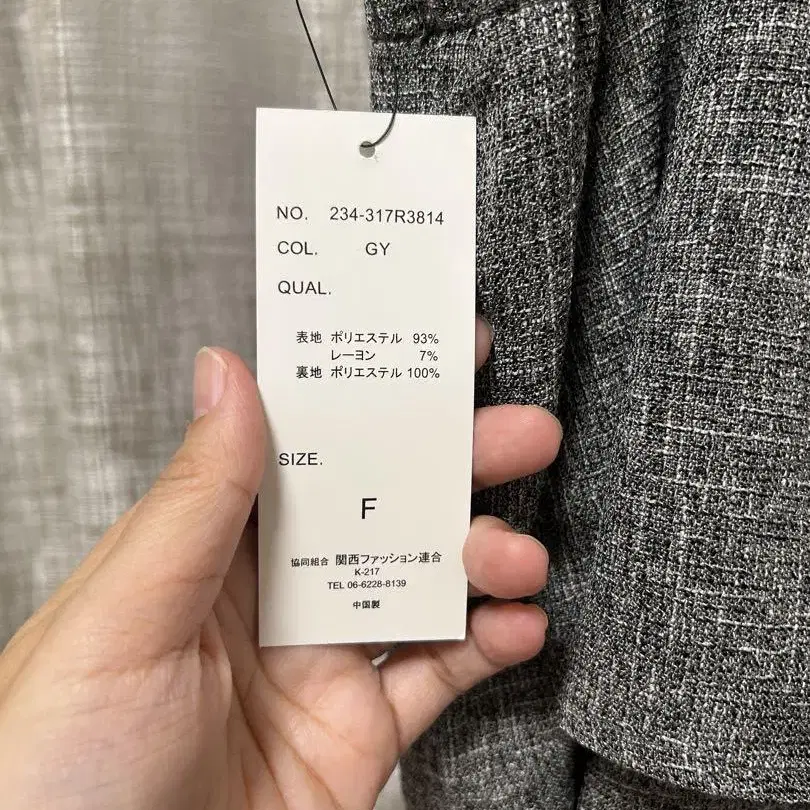 NO. 234-317R3814
COL. GY
QUAL.
表地 ポリエステル 93%
レーヨン 7%
裏地 ポリエステル 100%
SIZE.
F
協同組合 関西ファッション連合
K-217
TEL 06-6228-8139
中国製